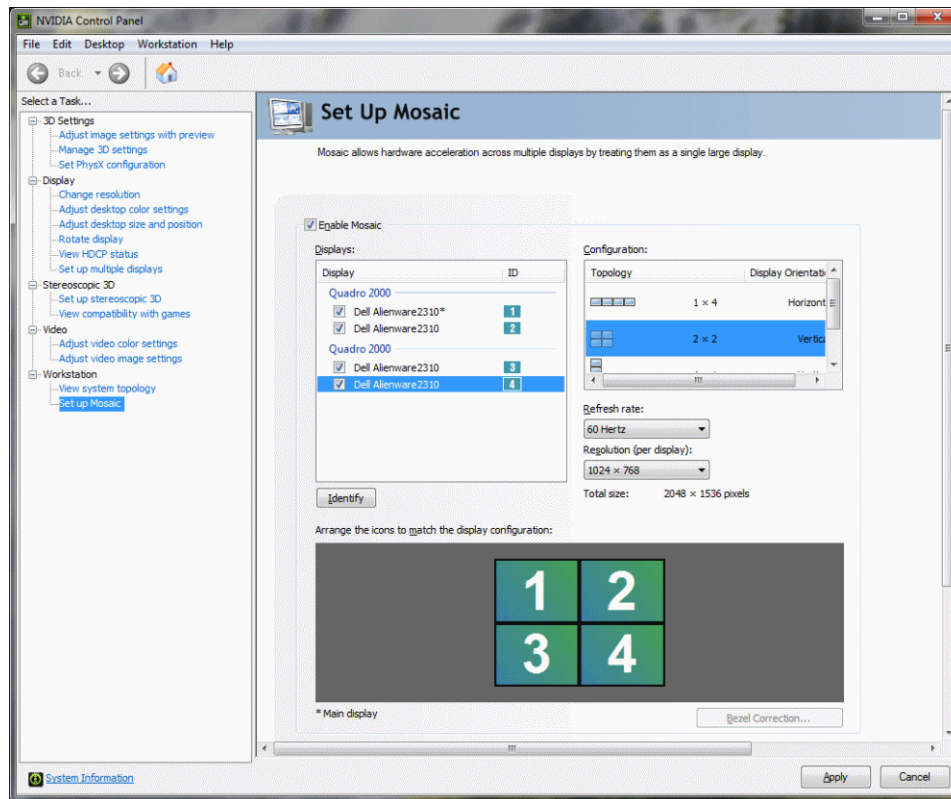 NVIDIA Control Panel
File Edit Desktop Workstation Help
Back
Select a Task...
3D Settings
Adjust image settings with preview
Manage 3D settings
Set PhysX configuration
Display
Change resolution
Adjust desktop color settings
Adjust desktop size and position
Rotate display
View HDCP status
Set up multiple displays
Stereoscopic 3D
Set up stereoscopic 3D
View compatibility with games
Video
Adjust video color settings
Adjust video image settings
Workstation
View system topology
Set up Mosaic
System Information
Set Up Mosaic
Mosaic allows hardware acceleration across multiple displays by treating them as a single large display.
Enable Mosaic
Displays:
Display ID
Quadro 2000
Dell Alienware2310* 1
Dell Alienware2310 2
Quadro 2000
Dell Alienware2310 3
Dell Alienware2310 4
Identify
Configuration:
Topology Display Orientati
1 × 4 Horizont
2 × 2 Vertica
Refresh rate:
60 Hertz
Resolution (per display):
1024 × 768
Total size: 2048 × 1536 pixels
Arrange the icons to match the display configuration:
1 2
3 4
* Main display
Bezel Correction...
Apply Cancel